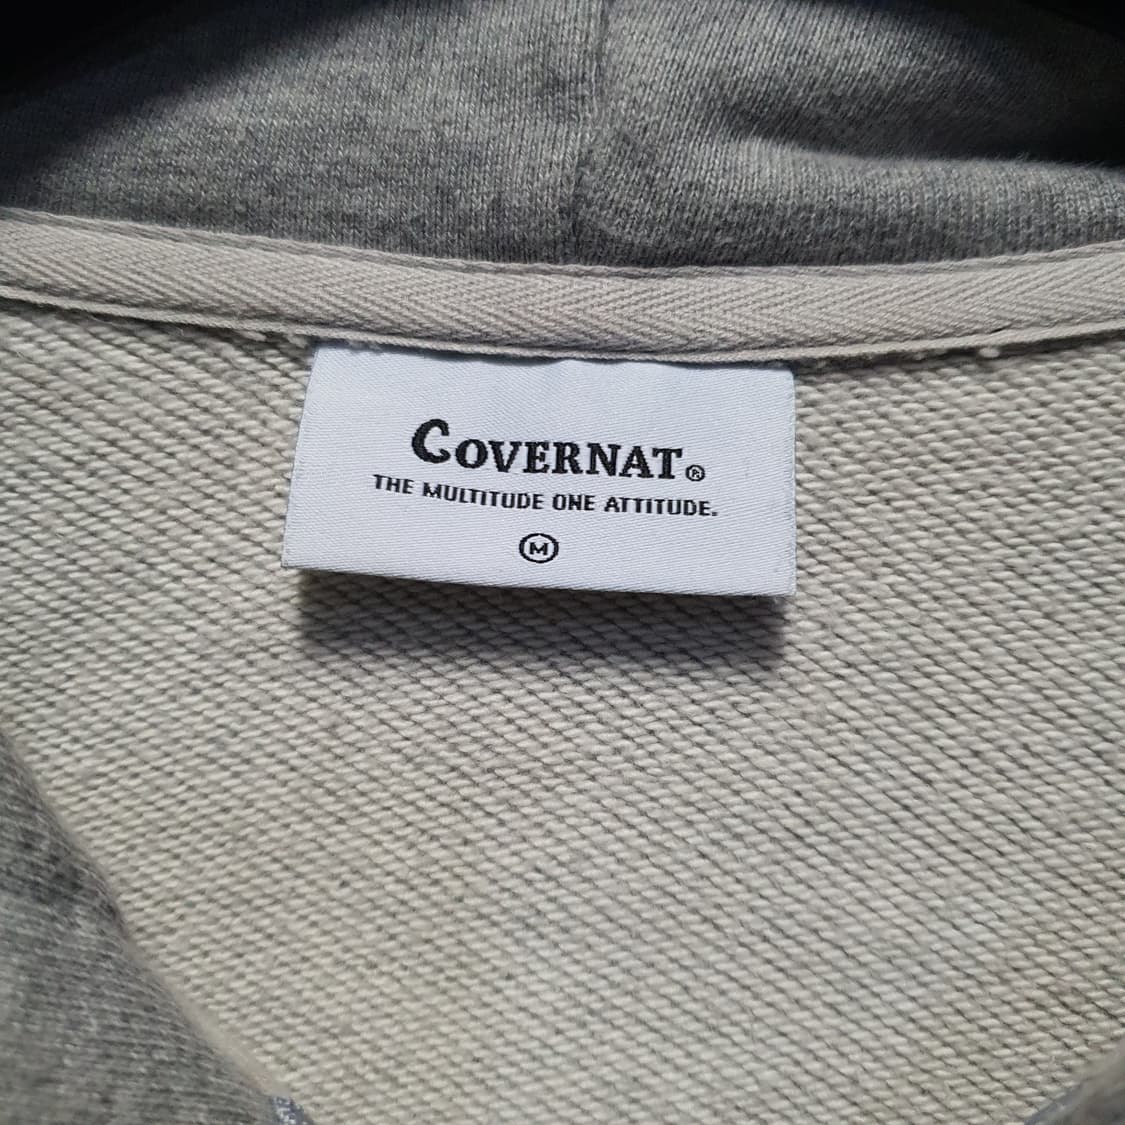 COVERNAT®
THE MULTITUDE ONE ATTITUDE.
M